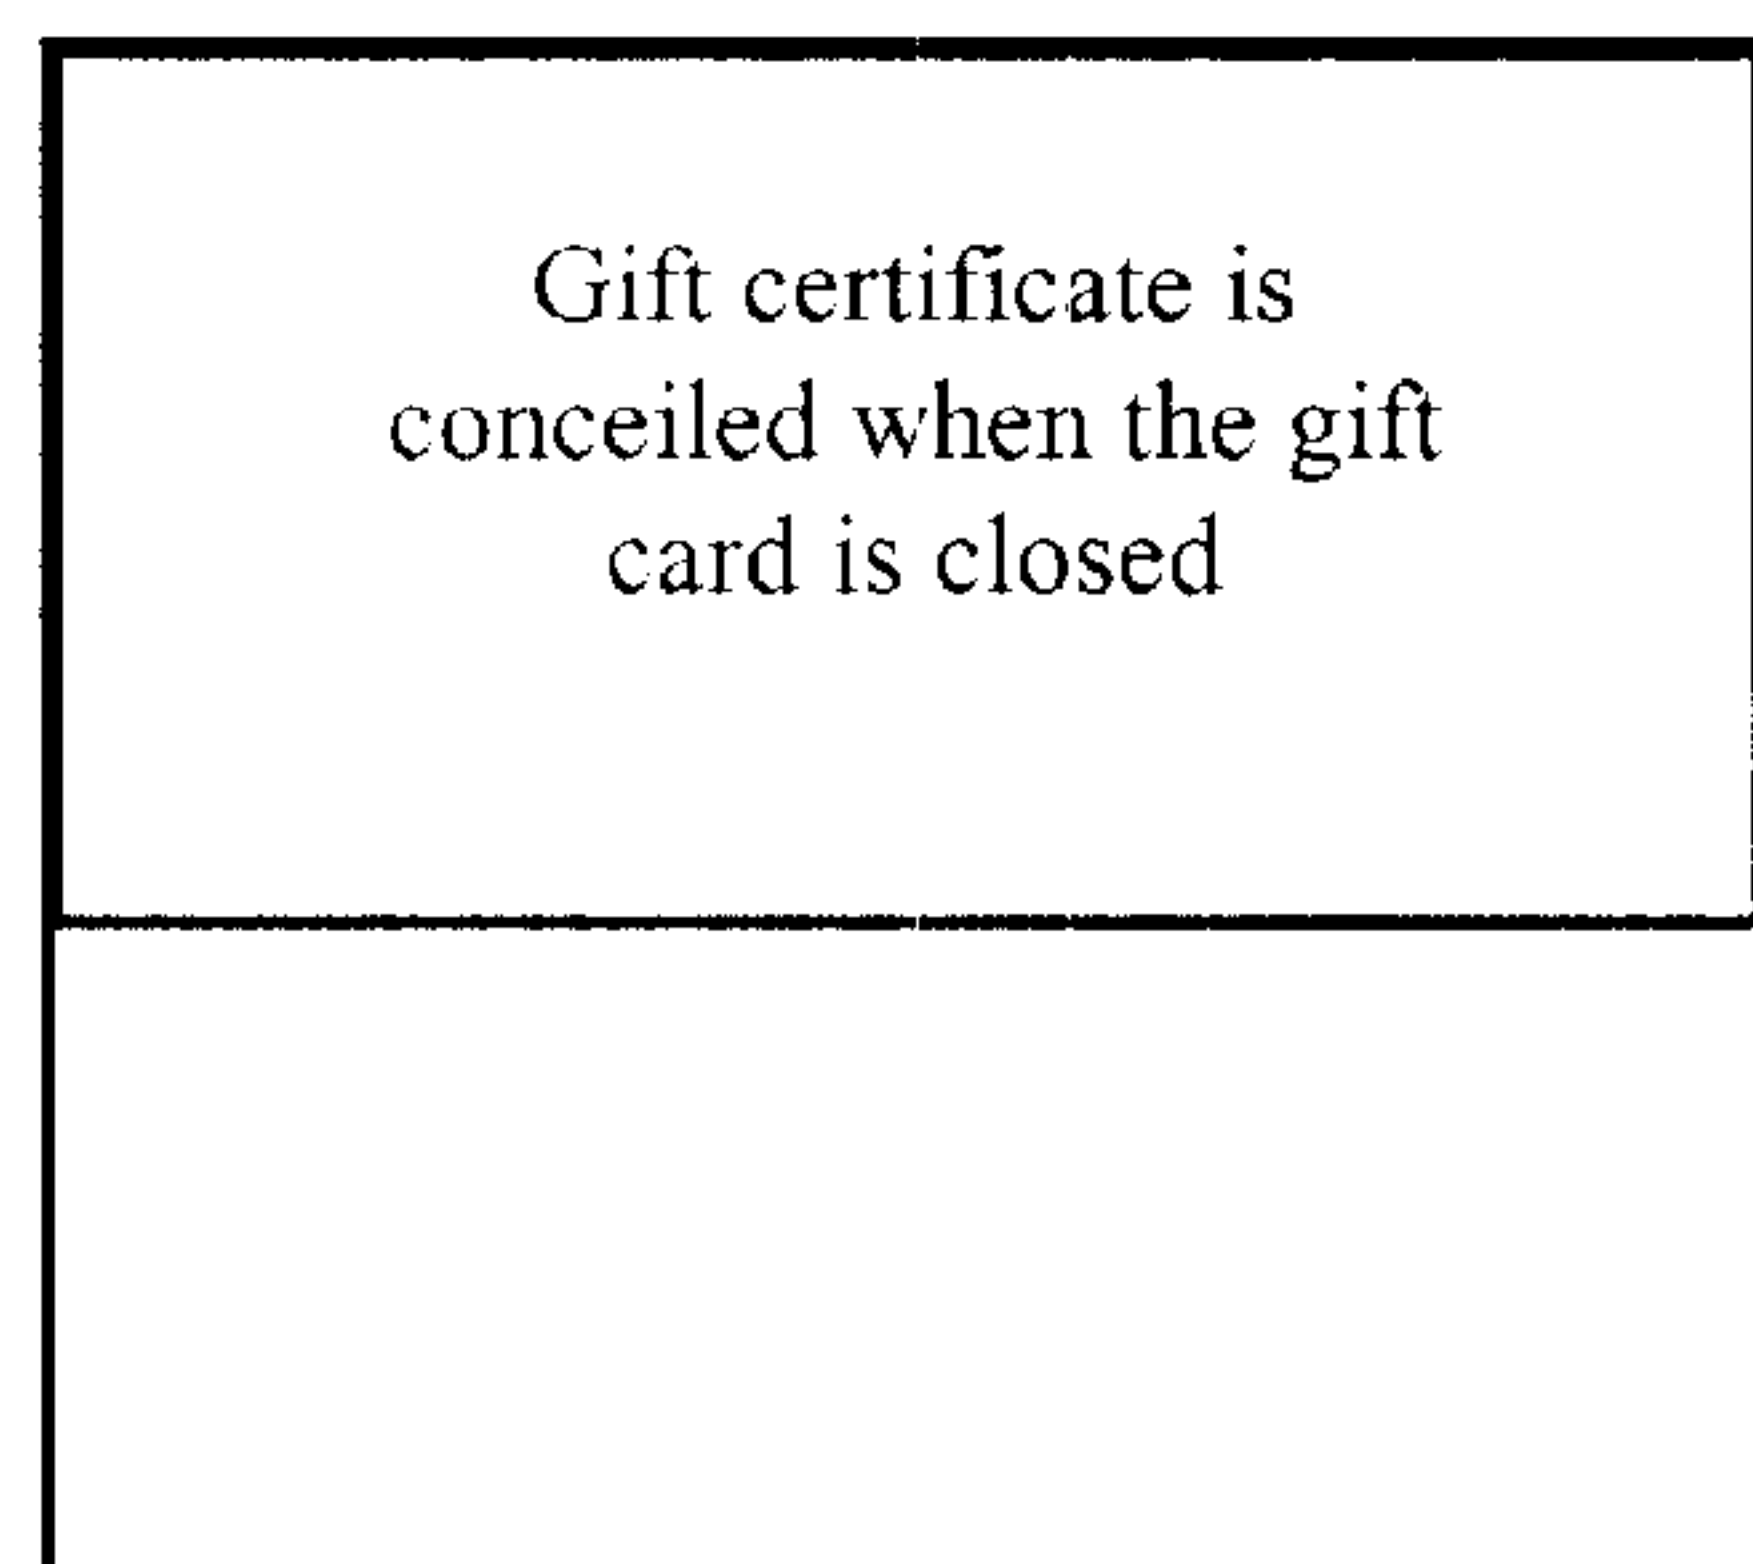 Gift certificate is
conceiled when the gift
card is closed